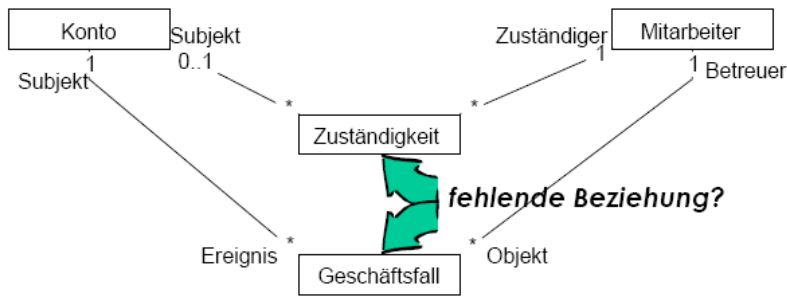 Konto
Subjekt
0..1
Zuständiger
1
Mitarbeiter
1
Subjekt
1
Betreuer
*
*
Zuständigkeit
fehlende Beziehung?
Ereignis
*
*
Objekt
Geschäftsfall